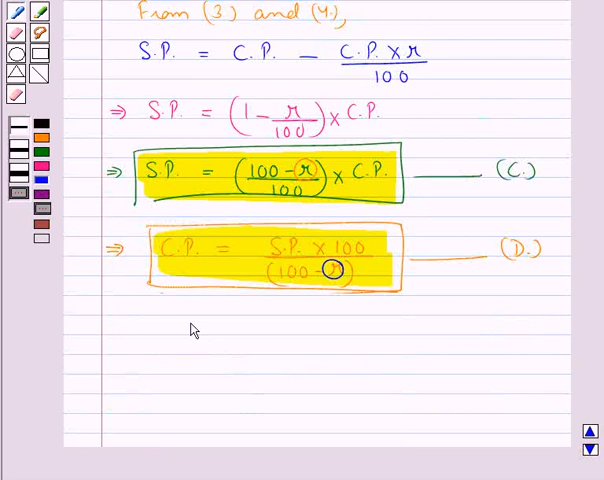 From (3) and (4),
S.P. = C.P. - C.P. × r / 100
⇒ S.P. = (1 - r/100) × C.P.
⇒ S.P. = ((100 - r)/100) × C.P. ——— (C.)
⇒ C.P. = S.P. × 100 / (100 - r) ——— (D.)